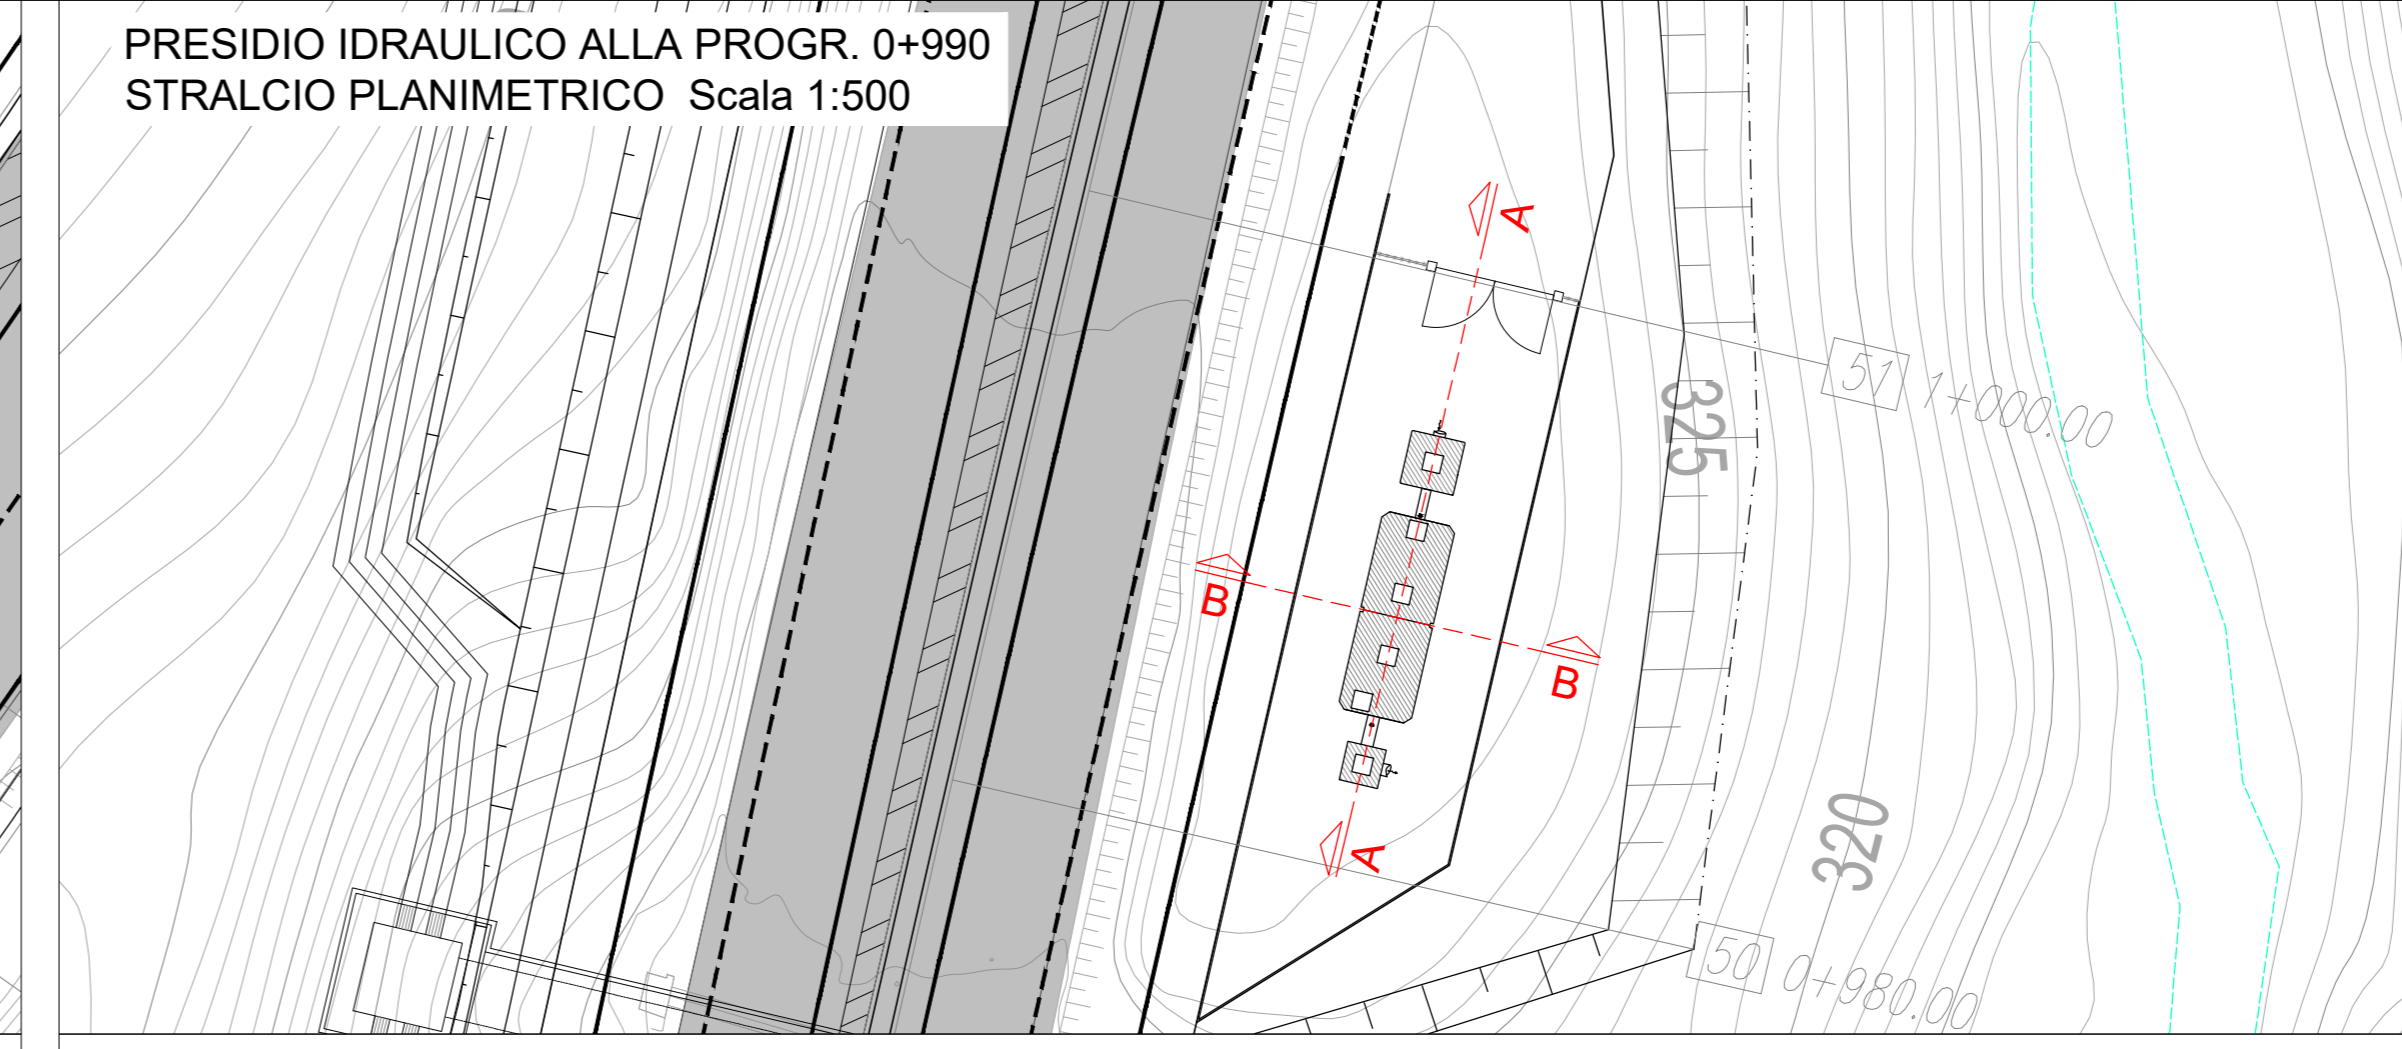 PRESIDIO IDRAULICO ALLA PROGR. 0+990
STRALCIO PLANIMETRICO Scala 1:500
A
51 1+000.00
325
B
B
A
320
50 0+980.00